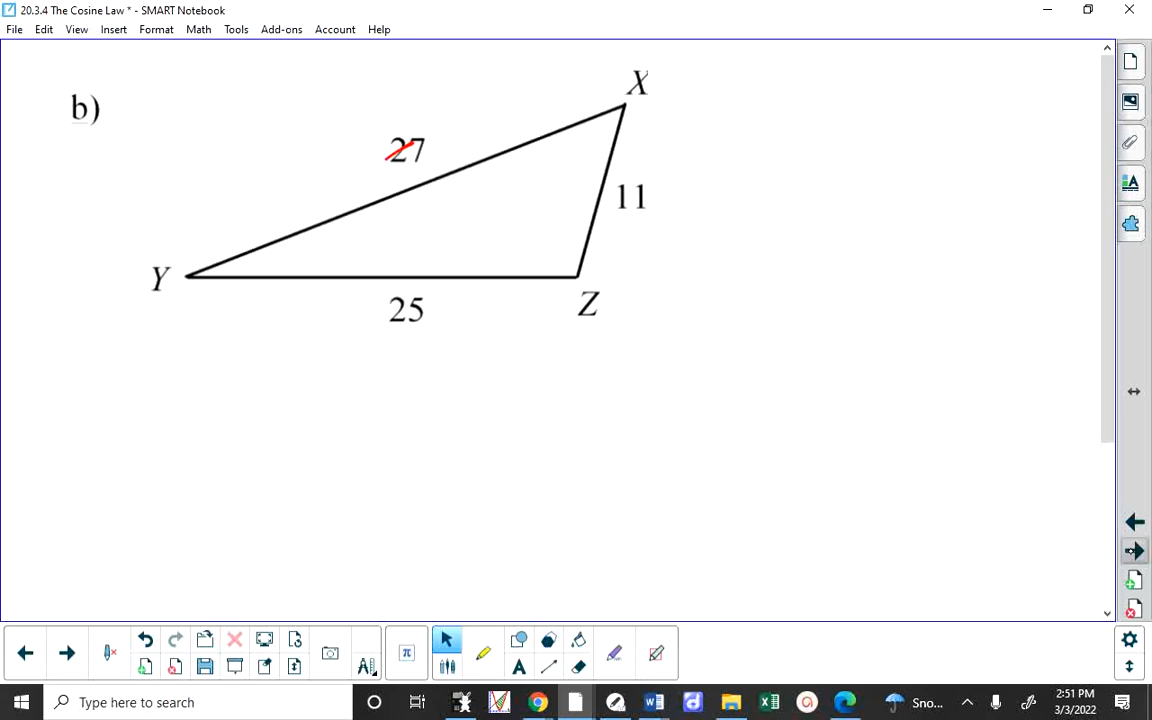 20.3.4 The Cosine Law * - SMART Notebook
File Edit View Insert Format Math Tools Add-ons Account Help
b)
X
27
11
Y
25
Z
π
A
Type here to search
Sno...
2:51 PM
3/3/2022